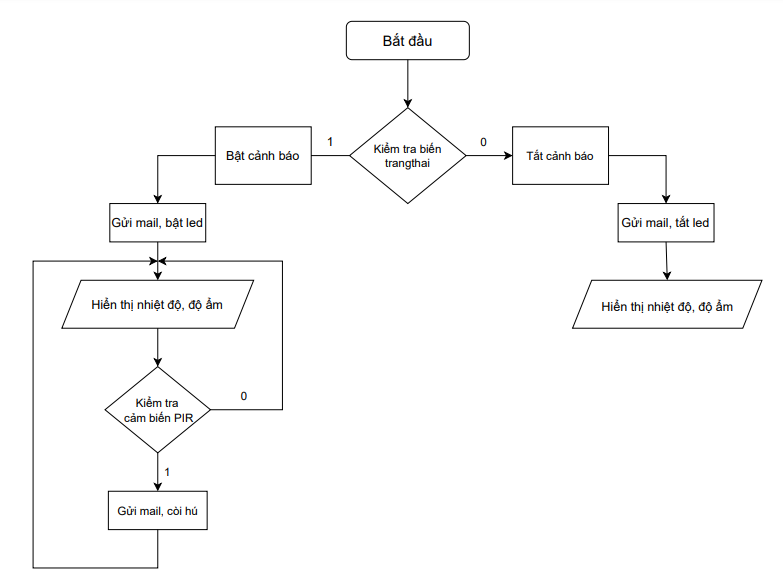 Bắt đầu
Kiểm tra biến
trangthai
1
0
Bật cảnh báo
Tắt cảnh báo
Gửi mail, bật led
Gửi mail, tắt led
Hiển thị nhiệt độ, độ ẩm
Hiển thị nhiệt độ, độ ẩm
Kiểm tra
cảm biến PIR
0
1
Gửi mail, còi hú